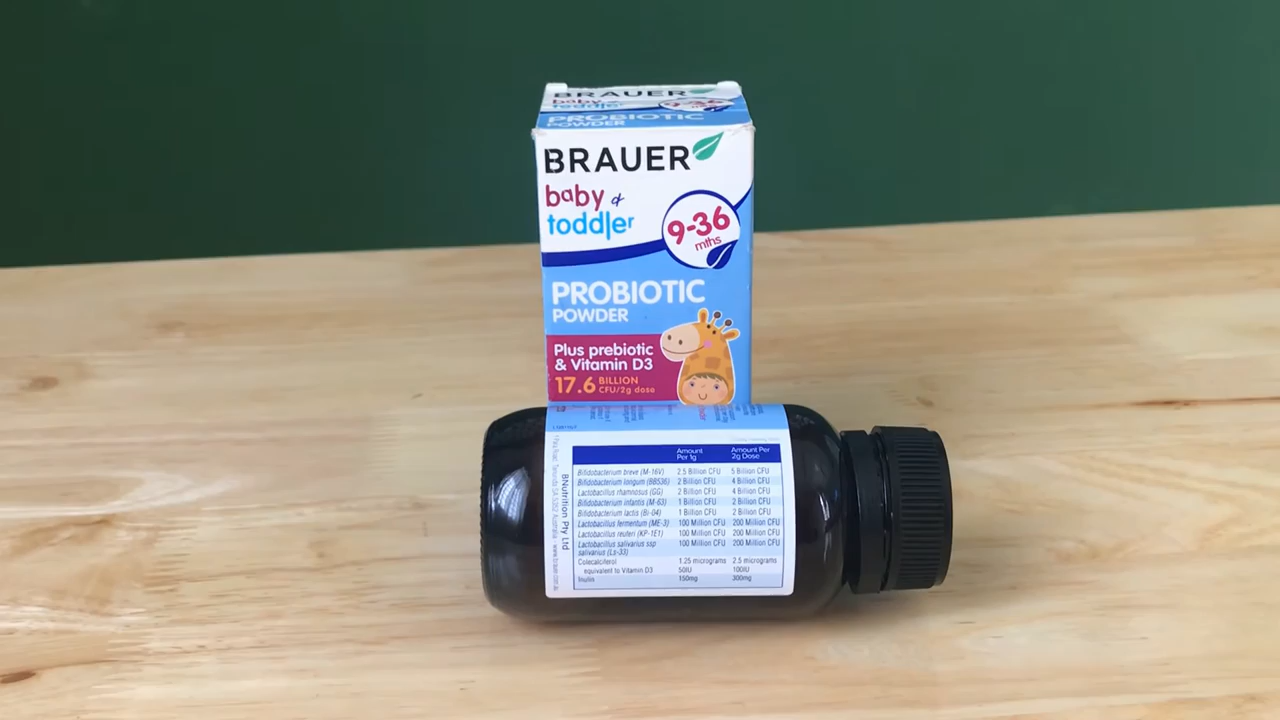 BRAUER
baby &
toddler
9-36
PROBIOTIC
POWDER
BRAUER
baby &
toddler
9-36
mths
PROBIOTIC
POWDER
Plus prebiotic
& Vitamin D3
17.6 BILLION
CFU/2g dose
Amount Per 1g Amount Per 2g Dose
Bifidobacterium breve (M-16V) 2.5 Billion CFU 5 Billion CFU
Bifidobacterium longum (BB536) 2 Billion CFU 4 Billion CFU
Lactobacillus rhamnosus (GG) 2 Billion CFU 4 Billion CFU
Bifidobacterium infantis (M-63) 1 Billion CFU 2 Billion CFU
Bifidobacterium lactis (Bi-04) 1 Billion CFU 2 Billion CFU
Lactobacillus fermentum (ME-3) 100 Million CFU 200 Million CFU
Lactobacillus reuteri (KP-1E1) 100 Million CFU 200 Million CFU
Lactobacillus salivarius ssp 100 Million CFU 200 Million CFU
salivarius (Ls-33)
Colecalciferol 1.25 micrograms 2.5 micrograms
equivalent to Vitamin D3 50IU 100IU
Inulin 150mg 300mg
BNutrition Pty Ltd